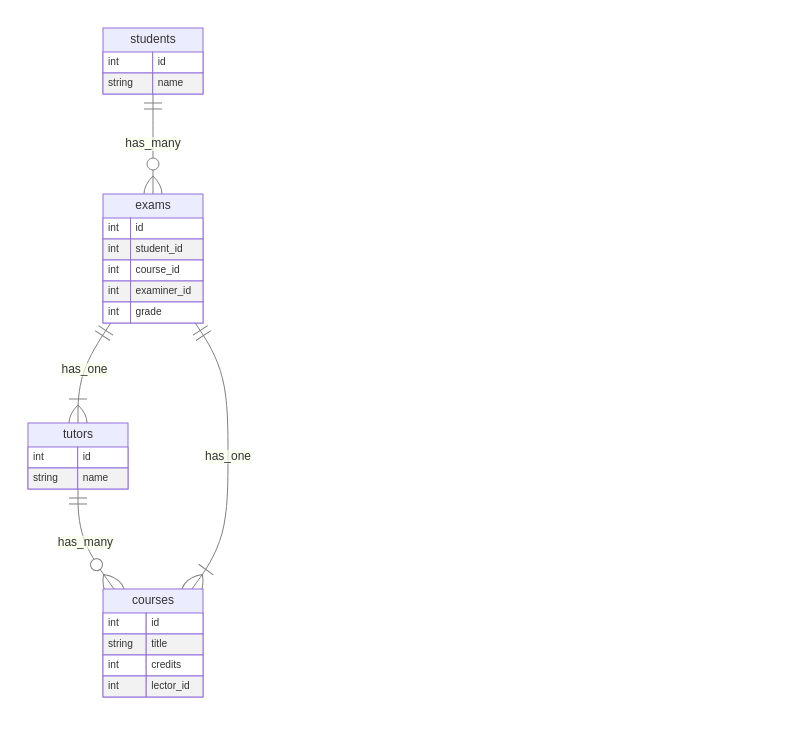 students
int id
string name
has_many
exams
int id
int student_id
int course_id
int examiner_id
int grade
has_one
tutors
int id
string name
has_one
has_many
courses
int id
string title
int credits
int lector_id